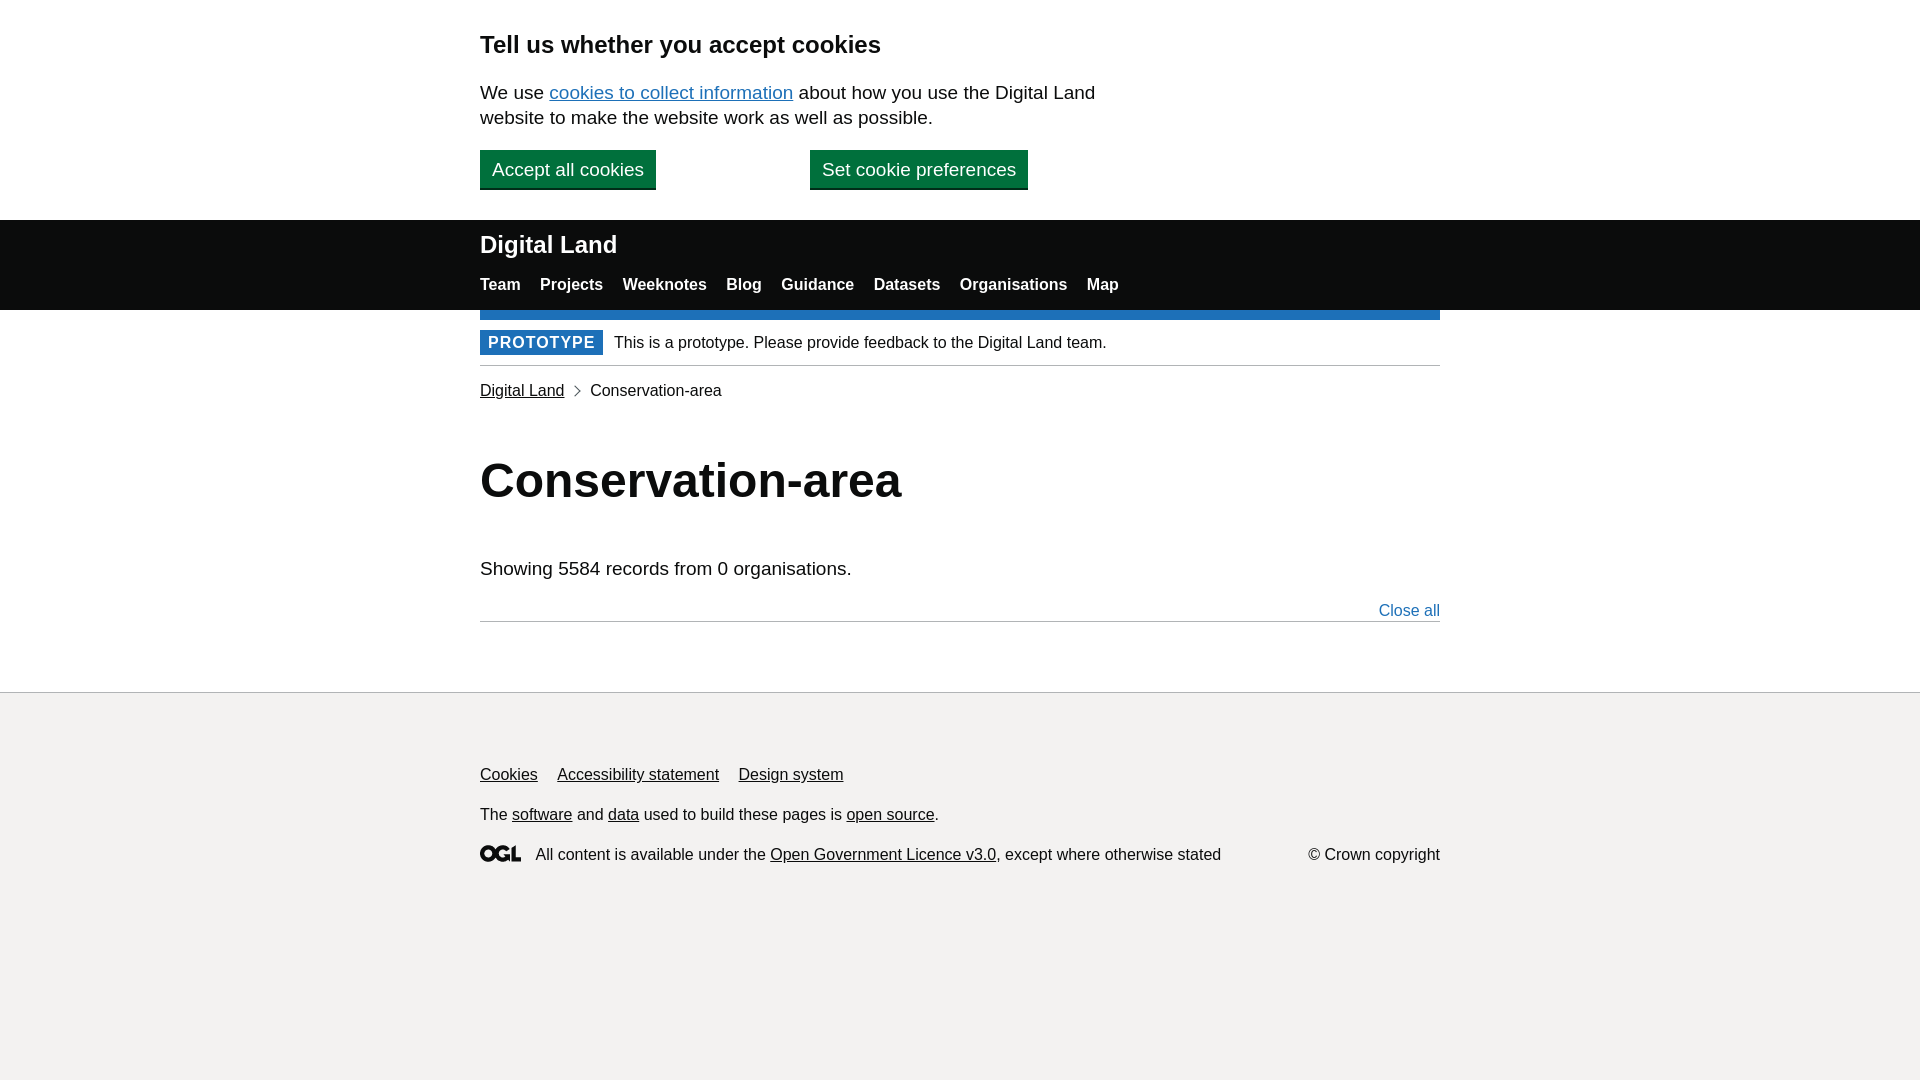 Tell us whether you accept cookies
We use cookies to collect information about how you use the Digital Land
website to make the website work as well as possible.
Accept all cookies
Set cookie preferences
Digital Land
Team Projects Weeknotes Blog Guidance Datasets Organisations Map
PROTOTYPE This is a prototype. Please provide feedback to the Digital Land team.
Digital Land Conservation-area
Conservation-area
Showing 5584 records from 0 organisations.
Close all
Cookies Accessibility statement Design system
The software and data used to build these pages is open source.
OGL All content is available under the Open Government Licence v3.0, except where otherwise stated
© Crown copyright